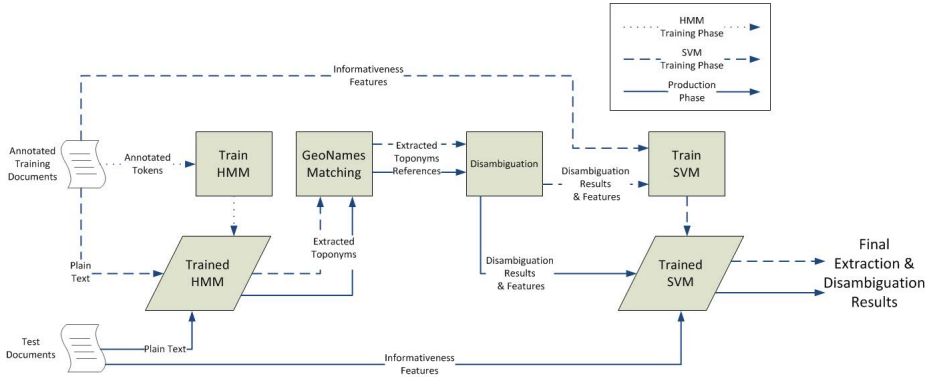 HMM
Training Phase
SVM
Training Phase
Production
Phase
Informativeness
Features
Annotated
Training
Documents
Annotated
Tokens
Train
HMM
GeoNames
Matching
Extracted
Toponyms
References
Disambiguation
Disambiguation
Results
& Features
Train
SVM
Plain
Text
Trained
HMM
Extracted
Toponyms
Disambiguation
Results
& Features
Trained
SVM
Final
Extraction &
Disambiguation
Results
Test
Documents
Plain Text
Informativeness
Features